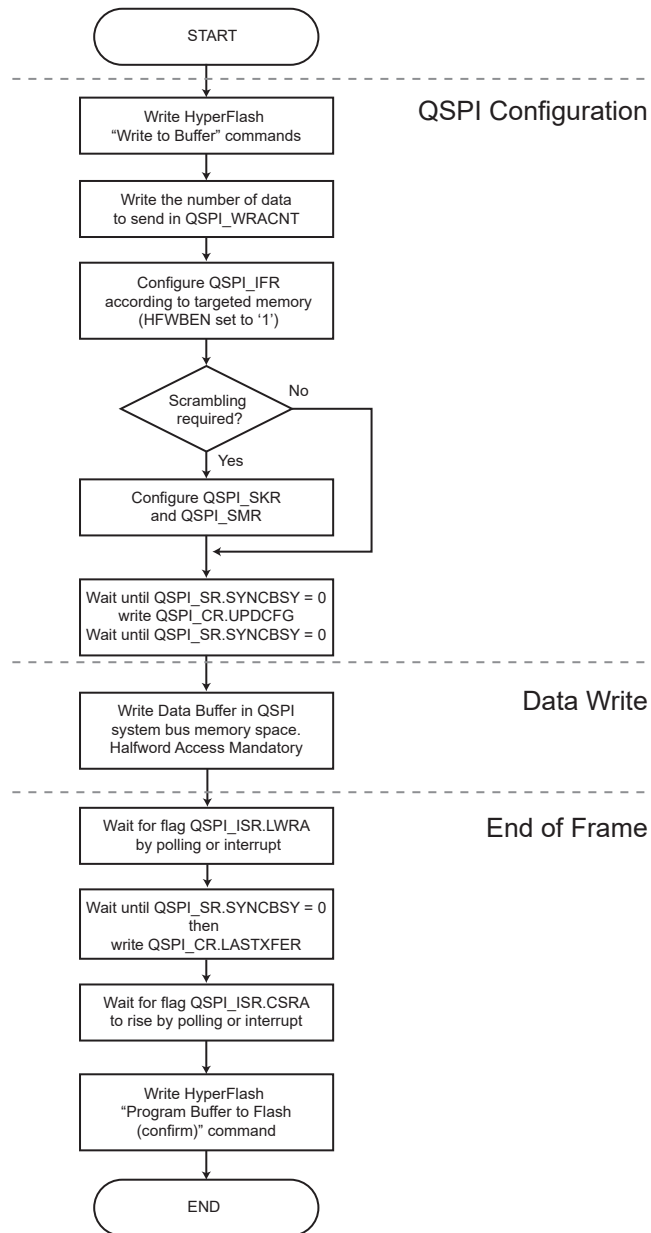 START
QSPI Configuration
Write HyperFlash
“Write to Buffer” commands
Write the number of data
to send in QSPI_WRACNT
Configure QSPI_IFR
according to targeted memory
(HFWBEN set to ‘1’)
Scrambling
required?
No
Yes
Configure QSPI_SKR
and QSPI_SMR
Wait until QSPI_SR.SYNCBSY = 0
write QSPI_CR.UPDCFG
Wait until QSPI_SR.SYNCBSY = 0
Data Write
Write Data Buffer in QSPI
system bus memory space.
Halfword Access Mandatory
End of Frame
Wait for flag QSPI_ISR.LWRA
by polling or interrupt
Wait until QSPI_SR.SYNCBSY = 0
then
write QSPI_CR.LASTXFER
Wait for flag QSPI_ISR.CSRA
to rise by polling or interrupt
Write HyperFlash
“Program Buffer to Flash
(confirm)” command
END